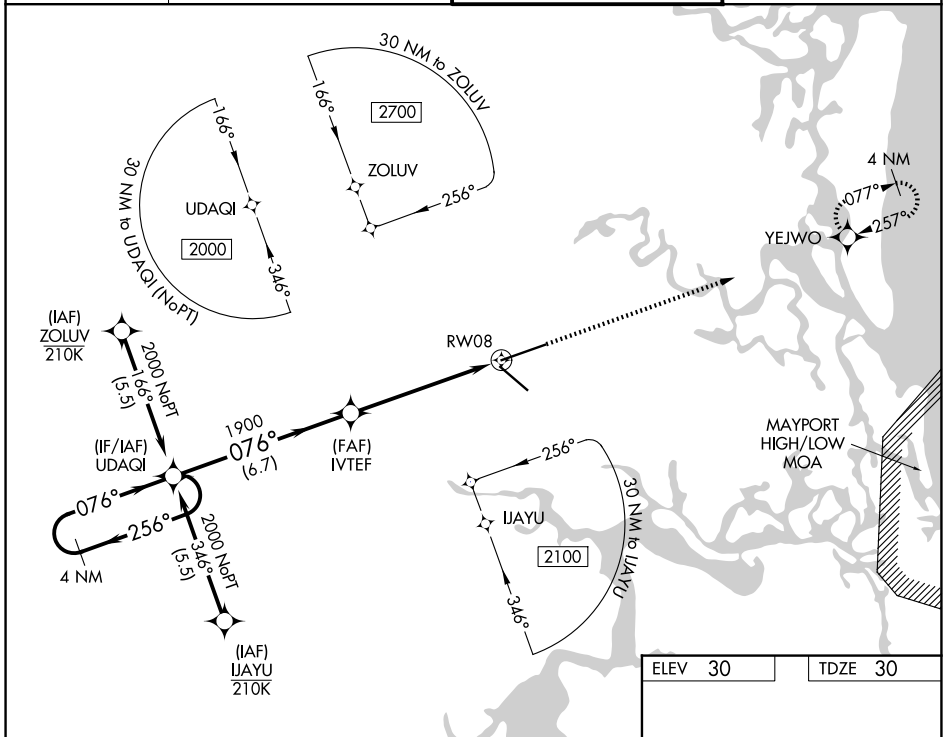 30 NM to ZOLUV
166°
2700
ZOLUV
256°
30 NM to UDAQI (NoPT)
166°
UDAQI
2000
346°
4 NM
077°
257°
YEJWO
(IAF)
ZOLUV
210K
2000 NoPT
166°
(5.5)
RW08
1900
076°
(6.7)
(FAF)
IVTEF
(IF/IAF)
UDAQI
076°
256°
4 NM
2000 NoPT
346°
(5.5)
(IAF)
IJAYU
210K
256°
30 NM to IJAYU
IJAYU
2100
346°
MAYPORT
HIGH/LOW
MOA
ELEV 30
TDZE 30